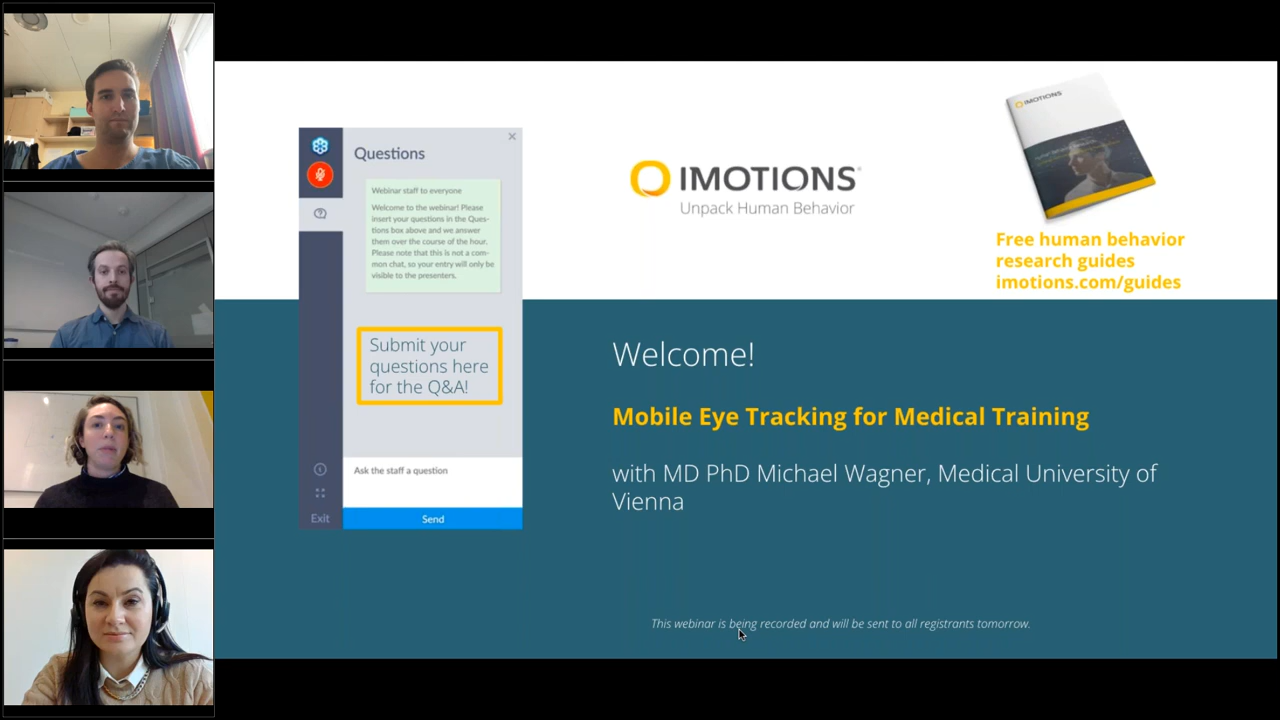 Questions
Webinar staff to everyone
Welcome to the webinar! Please
insert your questions in the Ques-
tions box above and we answer
them over the course of the hour.
Please note that this is not a com-
mon chat, so your entry will only be
visible to the presenters.
Submit your
questions here
for the Q&A!
Ask the staff a question
Exit
Send
IMOTIONS
Unpack Human Behavior
IMOTIONS
Free human behavior
research guides
imotions.com/guides
Welcome!
Mobile Eye Tracking for Medical Training
with MD PhD Michael Wagner, Medical University of
Vienna
This webinar is being recorded and will be sent to all registrants tomorrow.